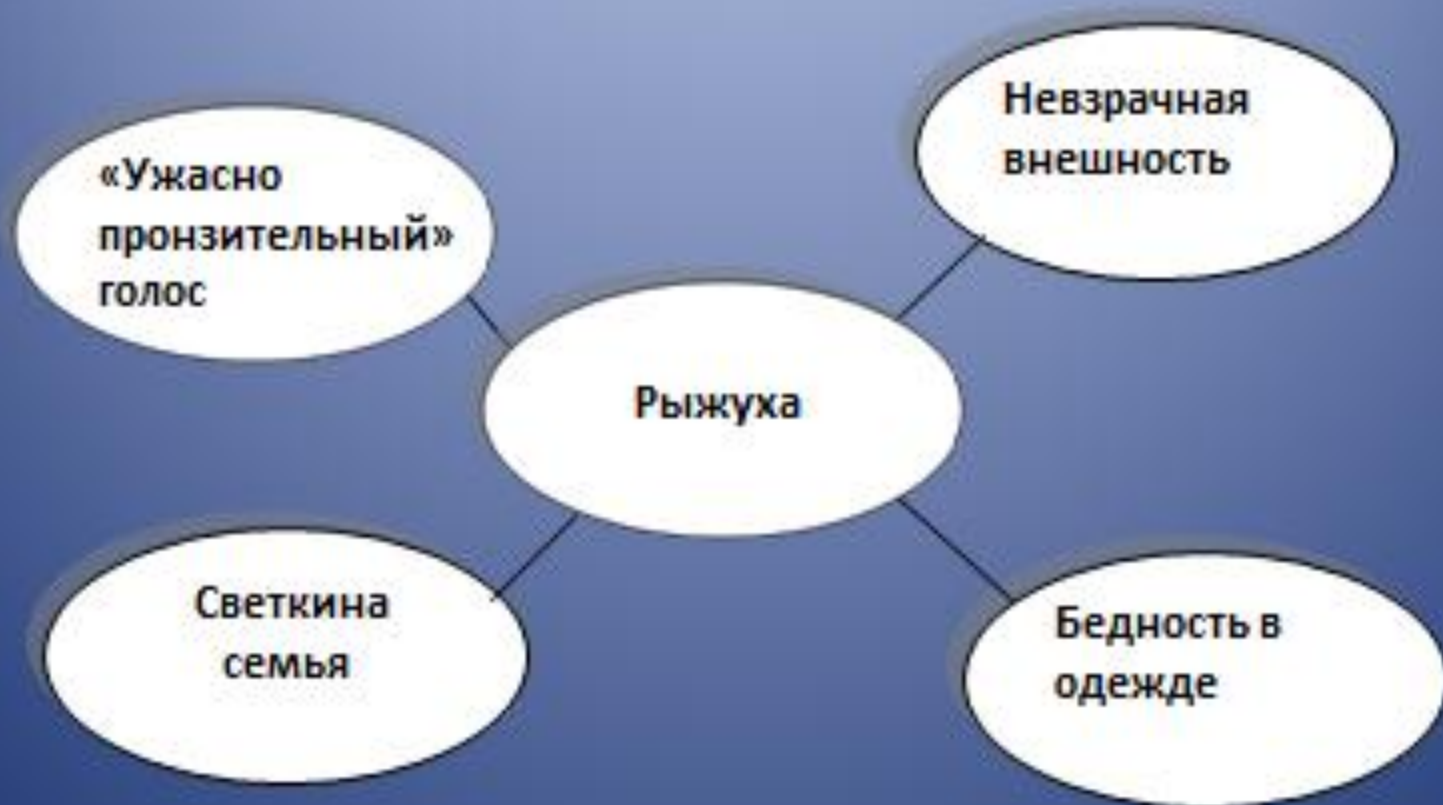 «Ужасно
пронзительный»
голос
Невзрачная
внешность
Рыжуха
Светкина
семья
Бедность в
одежде